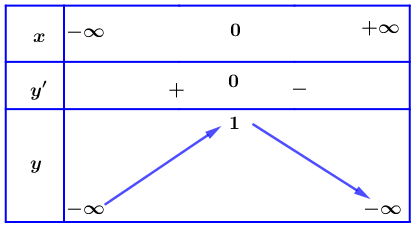 x −∞ 0 +∞
y′ + 0 −
1
y
−∞ −∞